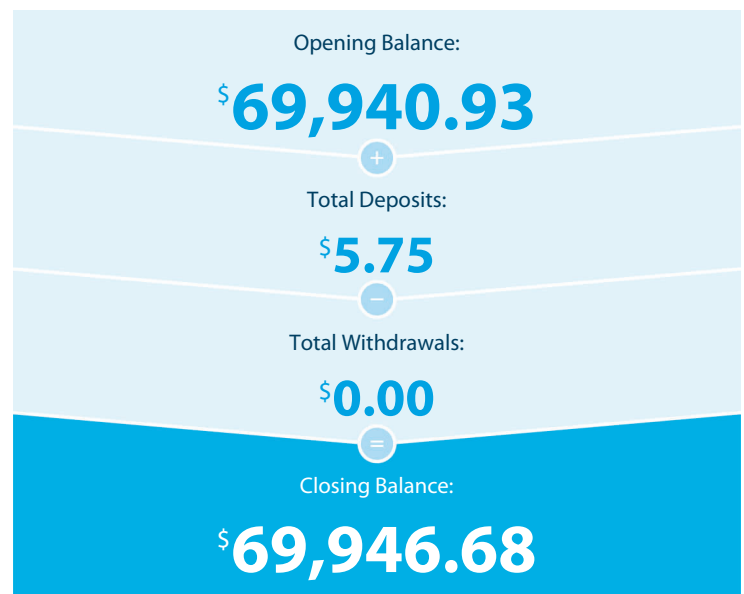 Opening Balance:
$69,940.93
+
Total Deposits:
$5.75
−
Total Withdrawals:
$0.00
=
Closing Balance:
$69,946.68